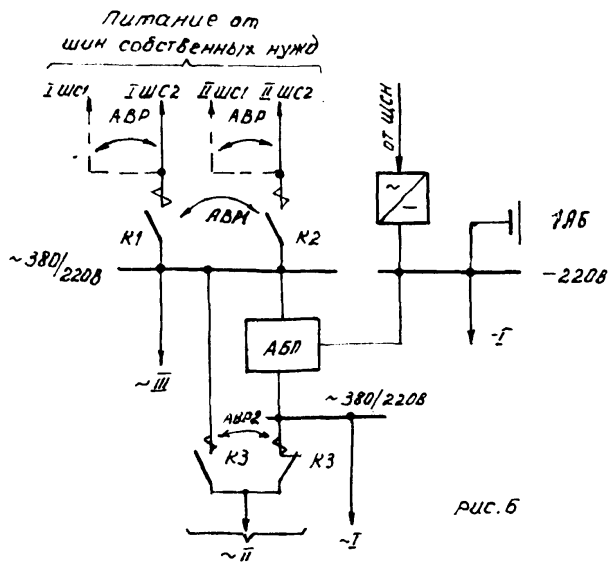 Питание от
шин собственных нужд
I ШС1 I ШС2 II ШС1 II ШС2
АВР АВР
от ЩСН
~
—
АВР1
К1 К2
1АБ
~380/220В
-220В
АБП
-I
~III
~380/220В
АВР2
К3 К3
рис. 6
~II
~I